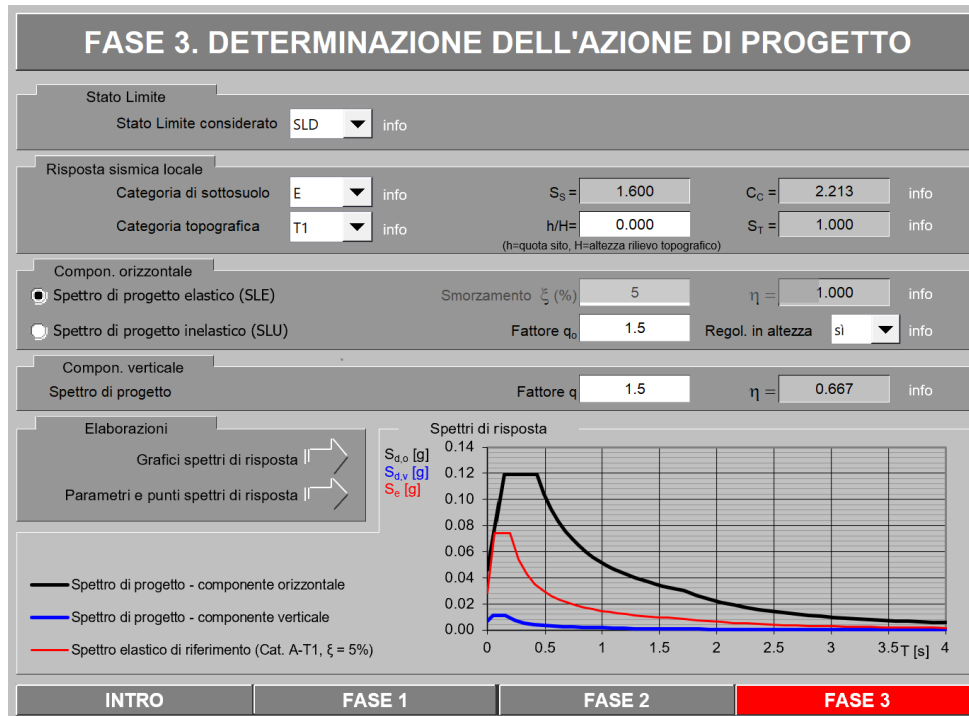 FASE 3. DETERMINAZIONE DELL'AZIONE DI PROGETTO
Stato Limite
Stato Limite considerato SLD info
Risposta sismica locale
Categoria di sottosuolo E info S_S = 1.600 C_C = 2.213 info
Categoria topografica T1 info h/H= 0.000 S_T = 1.000 info
(h=quota sito, H=altezza rilievo topografico)
Compon. orizzontale
Spettro di progetto elastico (SLE) Smorzamento ξ (%) 5 η = 1.000 info
Spettro di progetto inelastico (SLU) Fattore q_o 1.5 Regol. in altezza sì info
Compon. verticale
Spettro di progetto Fattore q 1.5 η = 0.667 info
Elaborazioni
Grafici spettri di risposta
Parametri e punti spettri di risposta
Spettri di risposta
S_d,o [g]
S_d,v [g]
S_e [g]
0.14
0.12
0.10
0.08
0.06
0.04
0.02
0.00
0 0.5 1 1.5 2 2.5 3 3.5 T [s] 4
Spettro di progetto - componente orizzontale
Spettro di progetto - componente verticale
Spettro elastico di riferimento (Cat. A-T1, ξ = 5%)
INTRO FASE 1 FASE 2 FASE 3